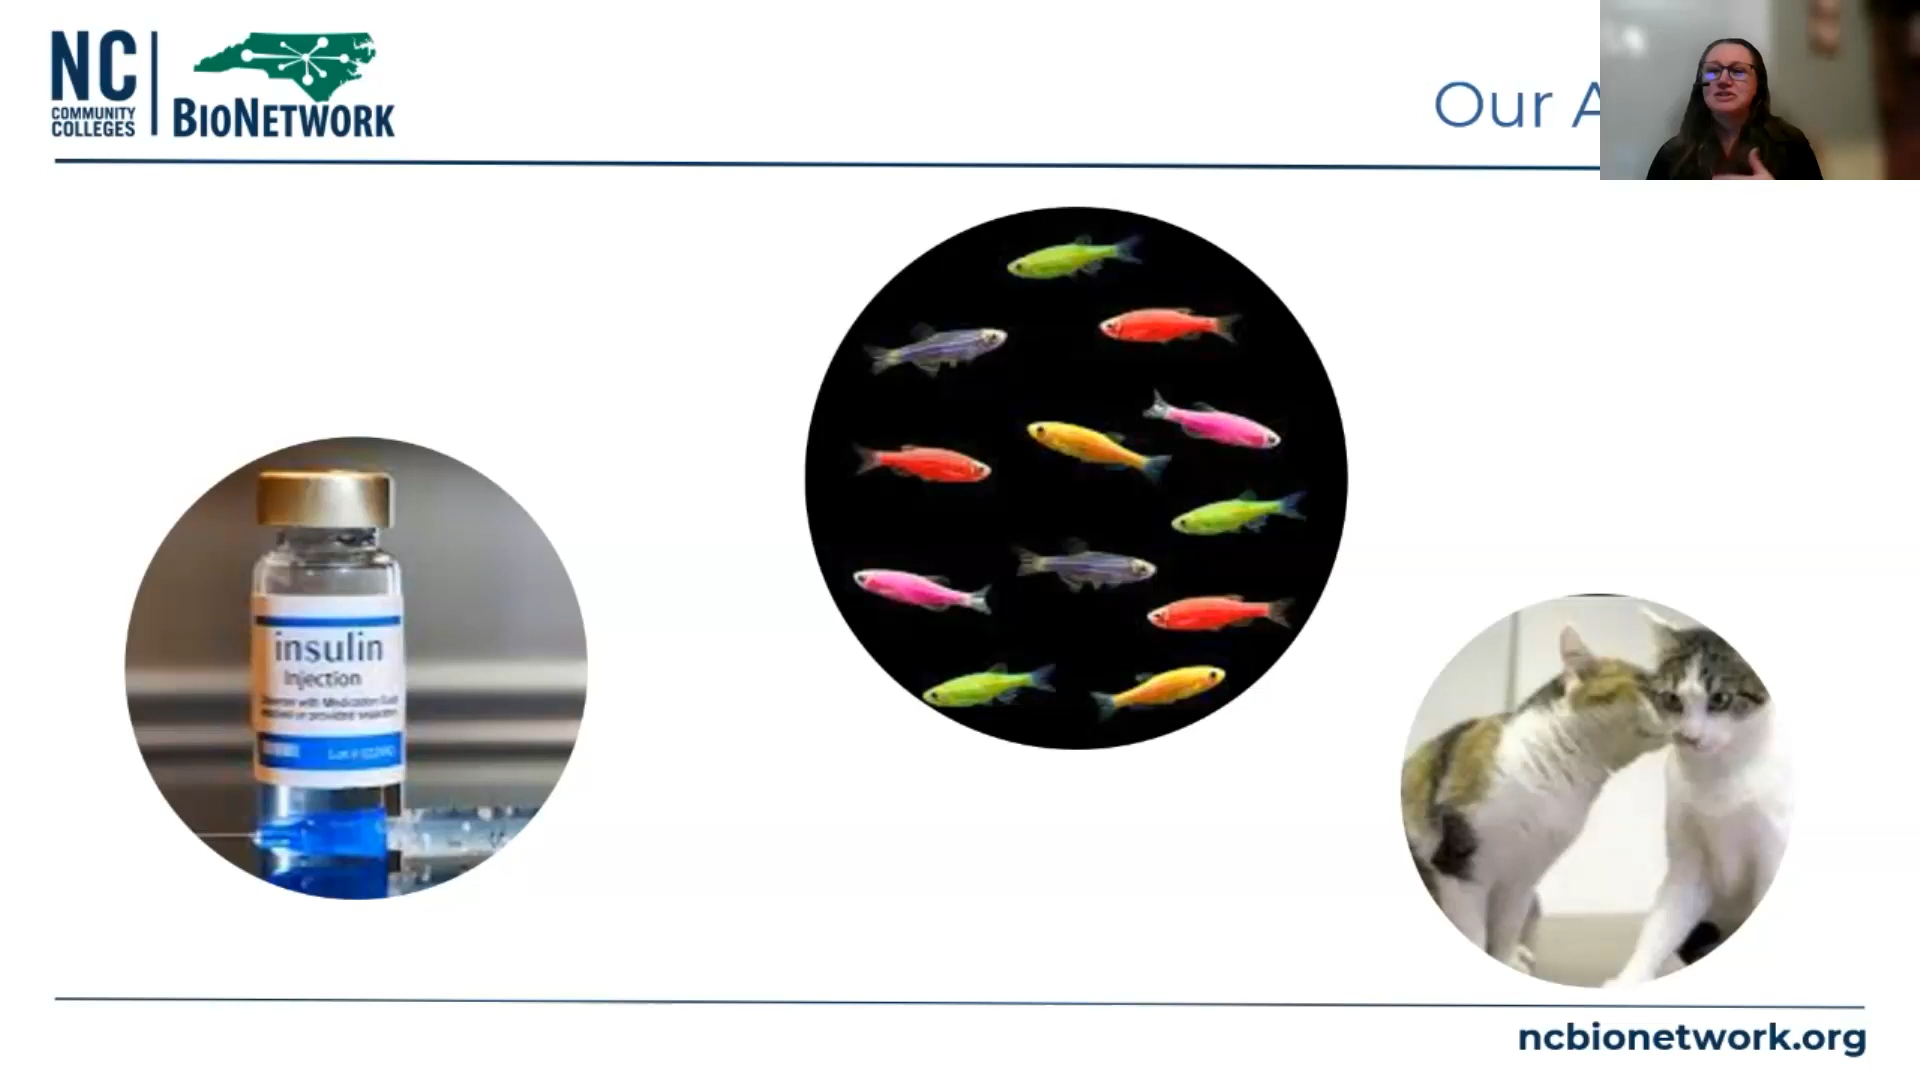 NC
COMMUNITY
COLLEGES
BIONETWORK
Our A
insulin
Injection
ncbionetwork.org